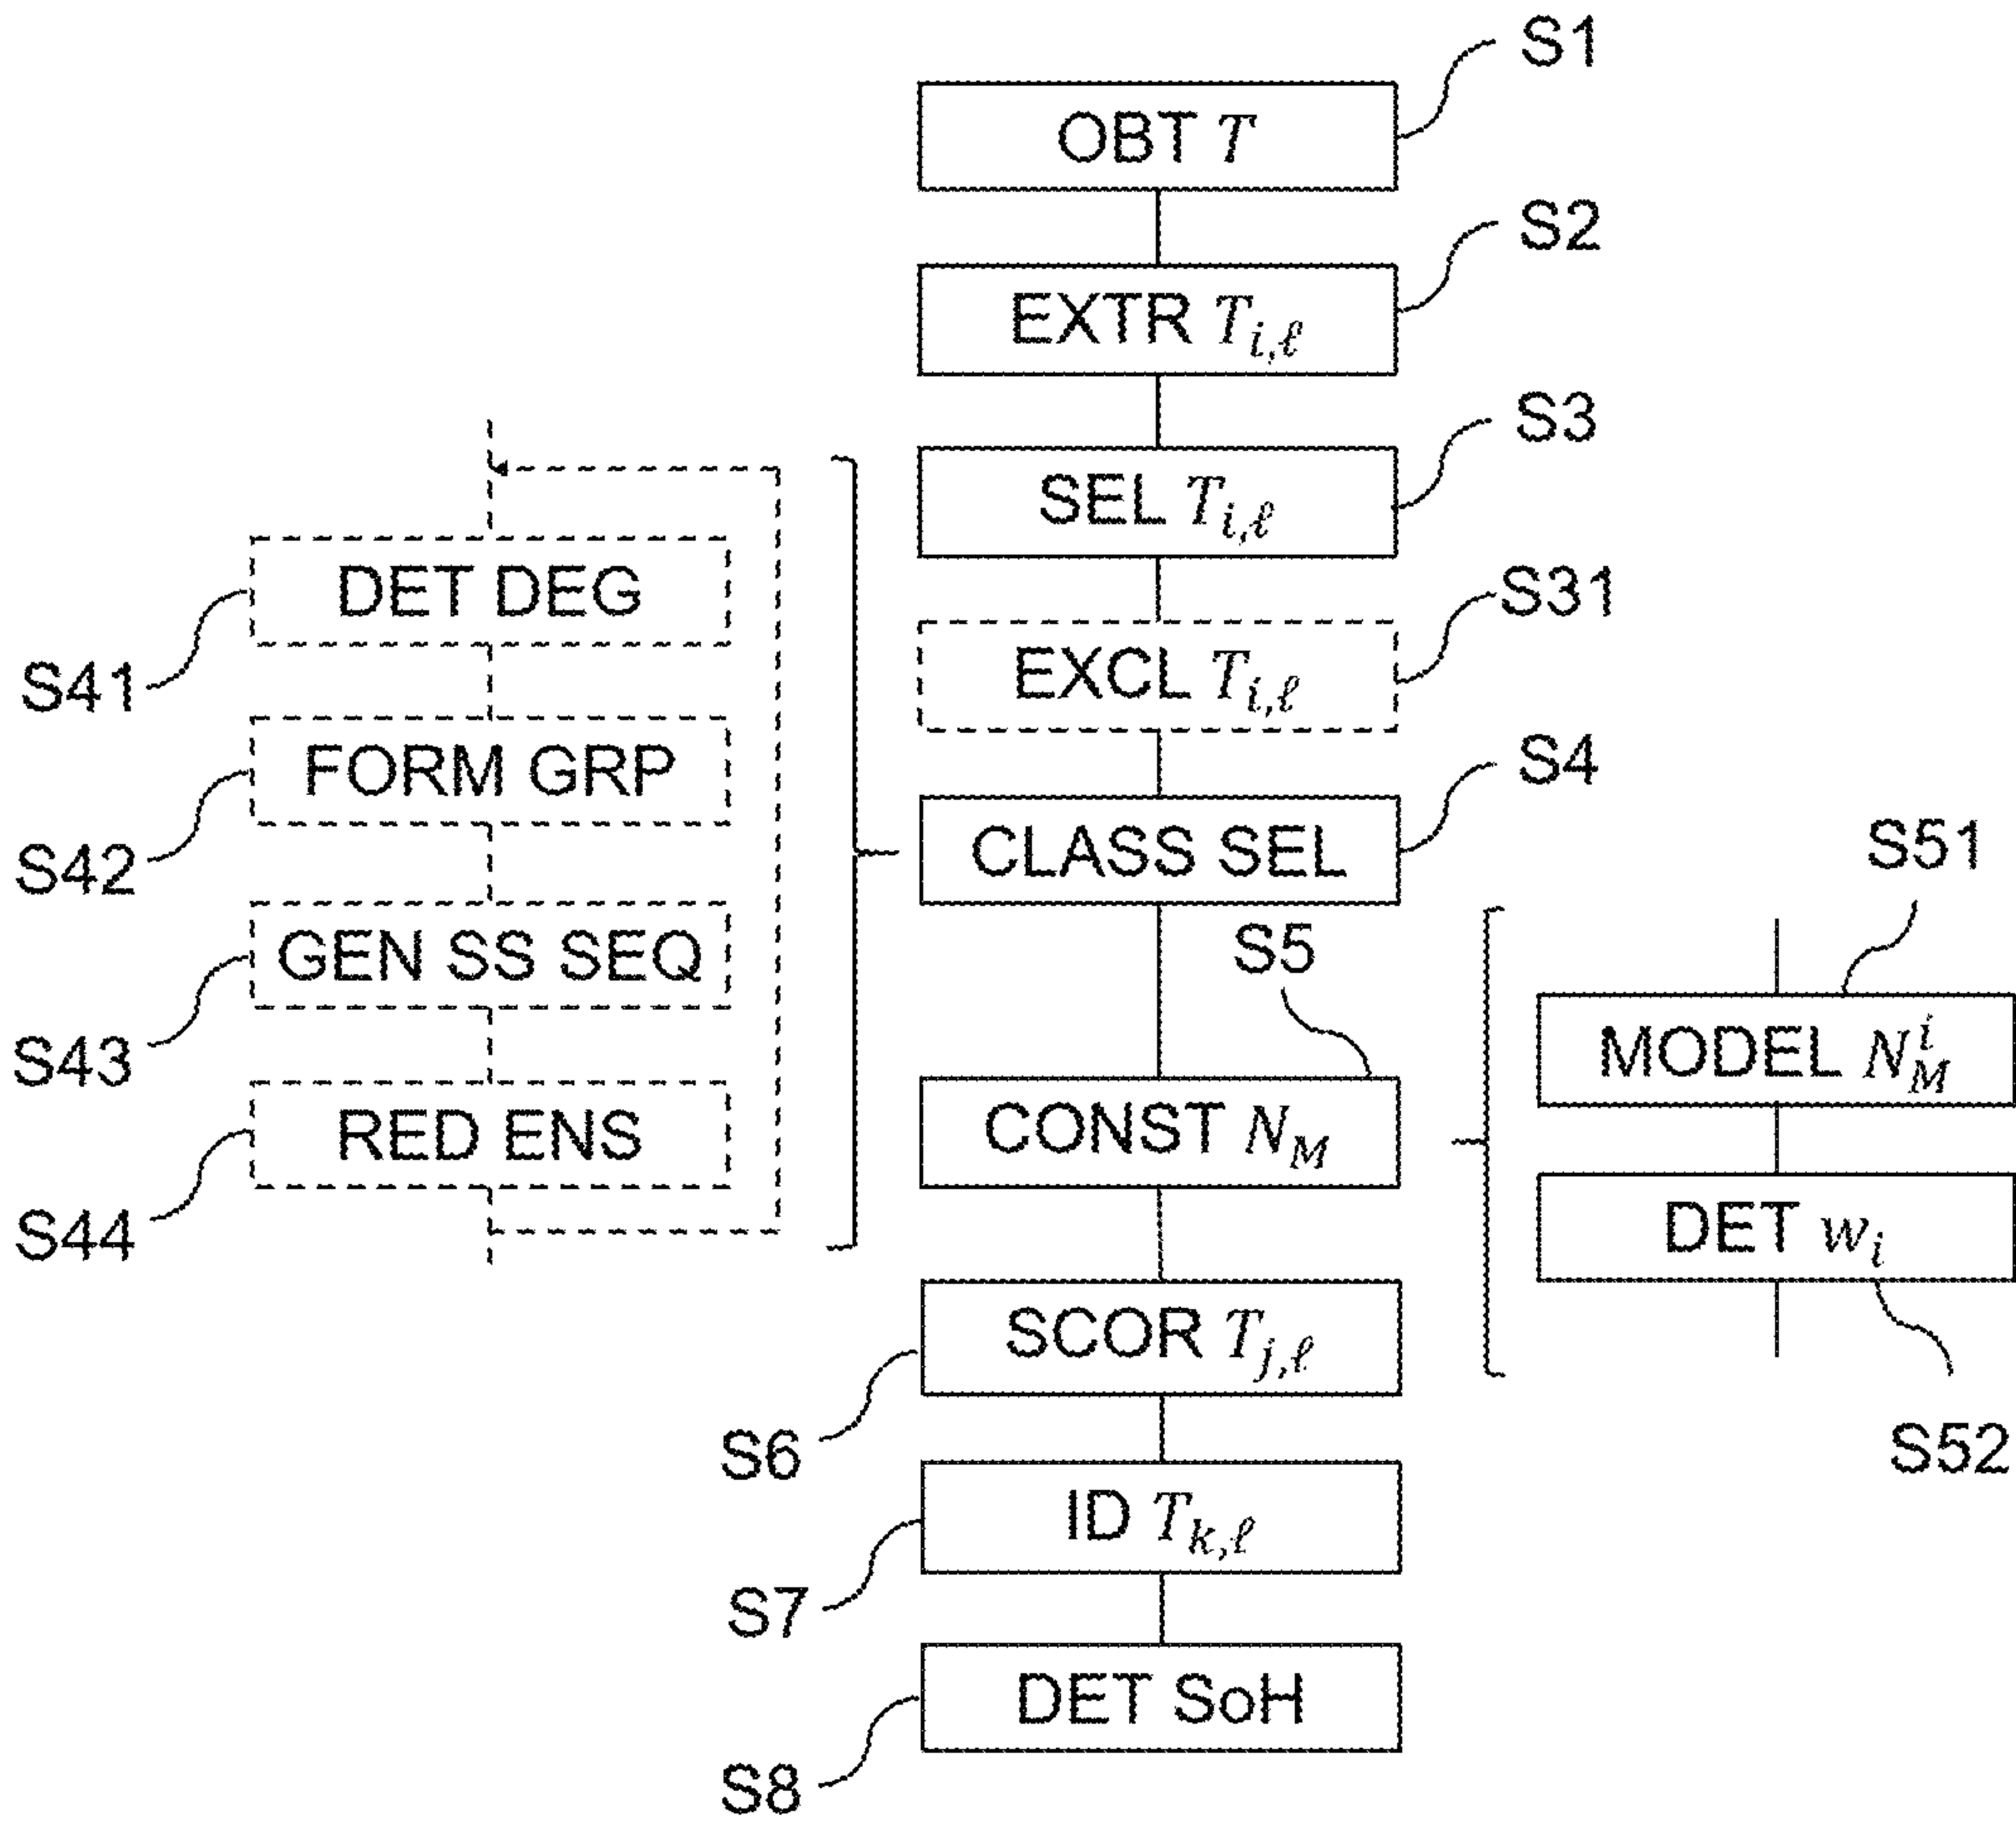 S1
OBT T
S2
EXTR T_{i,ℓ}
S3
SEL T_{i,ℓ}
S31
EXCL T_{i,ℓ}
S4
CLASS SEL
S41
DET DEG
S42
FORM GRP
S43
GEN SS SEQ
S44
RED ENS
S5
CONST N_M
S51
MODEL N_M^i
DET w_i
S52
SCOR T_{j,ℓ}
S6
ID T_{k,ℓ}
S7
DET SoH
S8